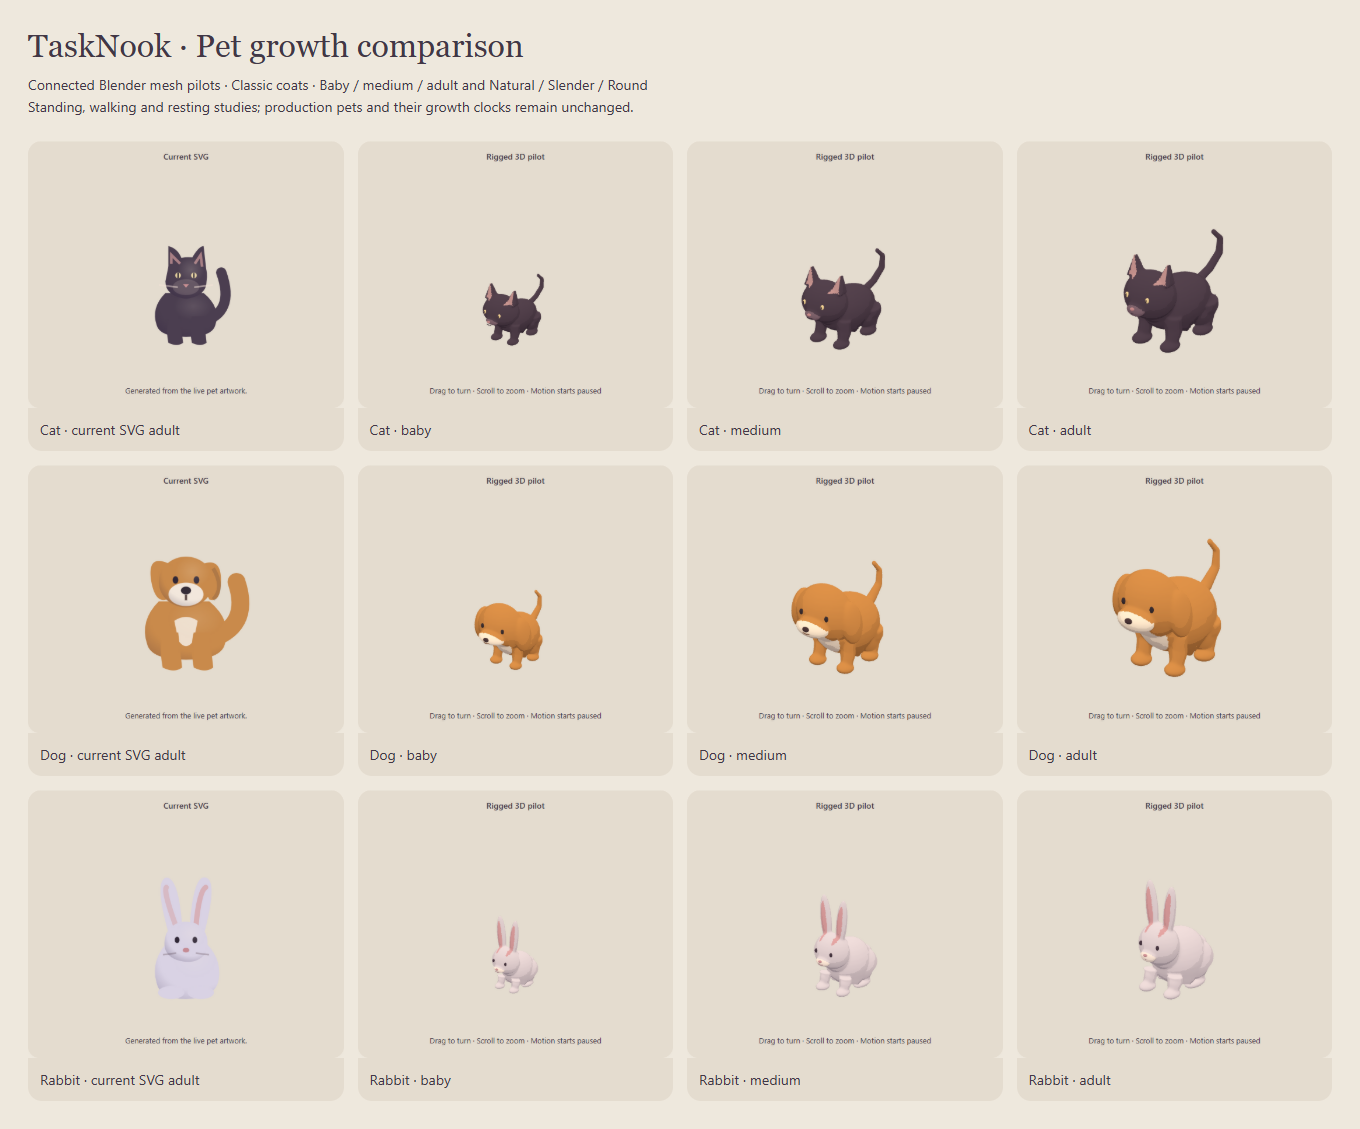 TaskNook · Pet growth comparison
Connected Blender mesh pilots · Classic coats · Baby / medium / adult and Natural / Slender / Round
Standing, walking and resting studies; production pets and their growth clocks remain unchanged.
Current SVG
Rigged 3D pilot
Rigged 3D pilot
Rigged 3D pilot
Generated from the live pet artwork.
Drag to turn · Scroll to zoom · Motion starts paused
Drag to turn · Scroll to zoom · Motion starts paused
Drag to turn · Scroll to zoom · Motion starts paused
Cat · current SVG adult
Cat · baby
Cat · medium
Cat · adult
Current SVG
Rigged 3D pilot
Rigged 3D pilot
Rigged 3D pilot
Generated from the live pet artwork.
Drag to turn · Scroll to zoom · Motion starts paused
Drag to turn · Scroll to zoom · Motion starts paused
Drag to turn · Scroll to zoom · Motion starts paused
Dog · current SVG adult
Dog · baby
Dog · medium
Dog · adult
Current SVG
Rigged 3D pilot
Rigged 3D pilot
Rigged 3D pilot
Generated from the live pet artwork.
Drag to turn · Scroll to zoom · Motion starts paused
Drag to turn · Scroll to zoom · Motion starts paused
Drag to turn · Scroll to zoom · Motion starts paused
Rabbit · current SVG adult
Rabbit · baby
Rabbit · medium
Rabbit · adult